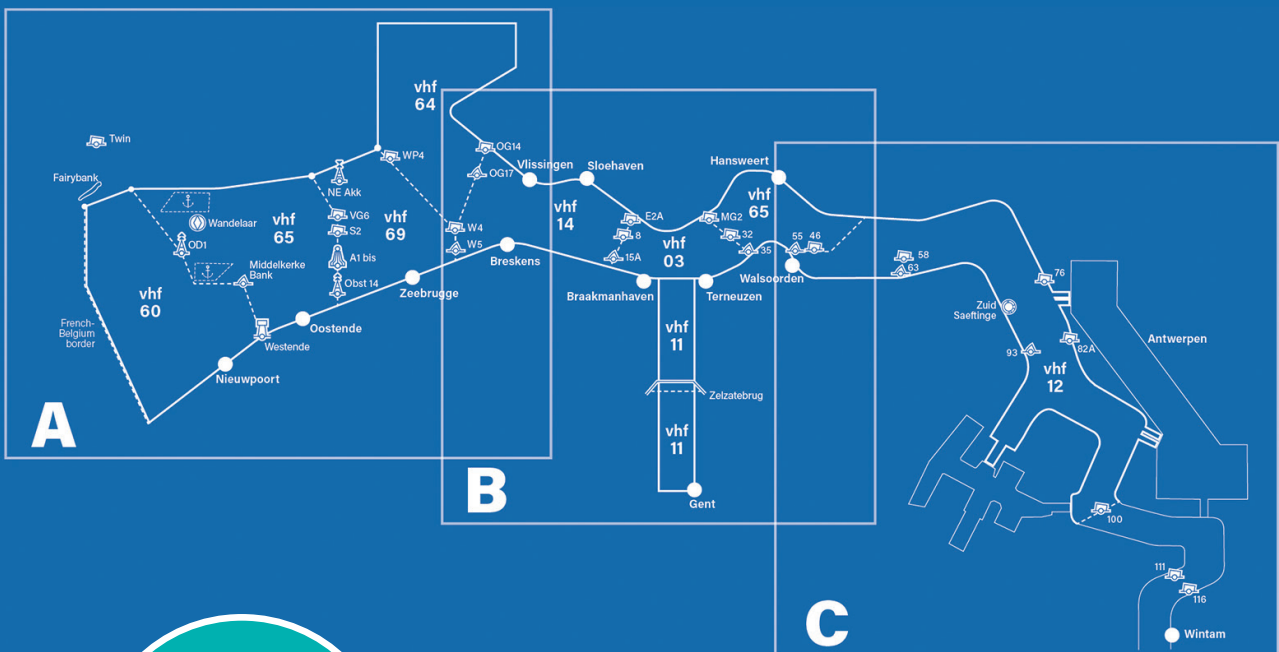 vhf
64
Twin
Fairybank
WP4
OG14
OG17
Vlissingen
Sloehaven
Hansweert
NE Akk
Wandelaar
OD1
vhf
65
VG6
S2
vhf
69
W4
W5
A1 bis
Obst 14
Middelkerke
Bank
vhf
60
French-
Belgium
border
Westende
Nieuwpoort
Oostende
Zeebrugge
Breskens
vhf
14
E2A
8
15A
vhf
03
MG2
32
35
vhf
65
55
46
Walsoorden
Braakmanhaven
Terneuzen
vhf
11
Zelzatebrug
vhf
11
Gent
58
63
76
Zuid
Saeftinge
93
82A
vhf
12
Antwerpen
100
111
116
Wintam
A
B
C